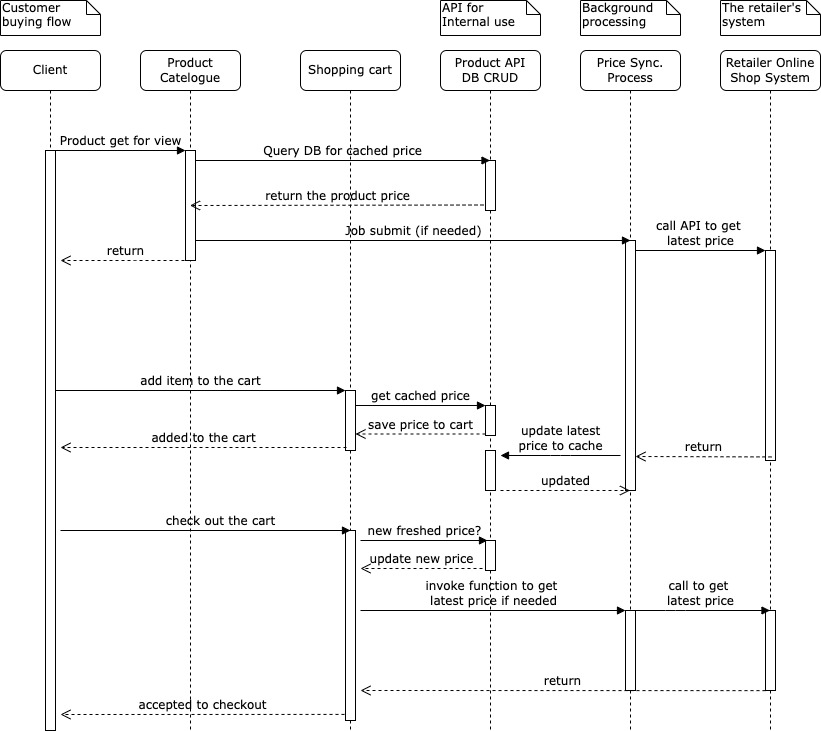 Customer
buying flow
API for
Internal use
Background
processing
The retailer's
system
Client
Product
Catelogue
Shopping cart
Product API
DB CRUD
Price Sync.
Process
Retailer Online
Shop System
Product get for view
Query DB for cached price
return the product price
Job submit (if needed)
call API to get
latest price
return
add item to the cart
get cached price
save price to cart
added to the cart
update latest
price to cache
return
updated
check out the cart
new freshed price?
update new price
invoke function to get
latest price if needed
call to get
latest price
return
accepted to checkout